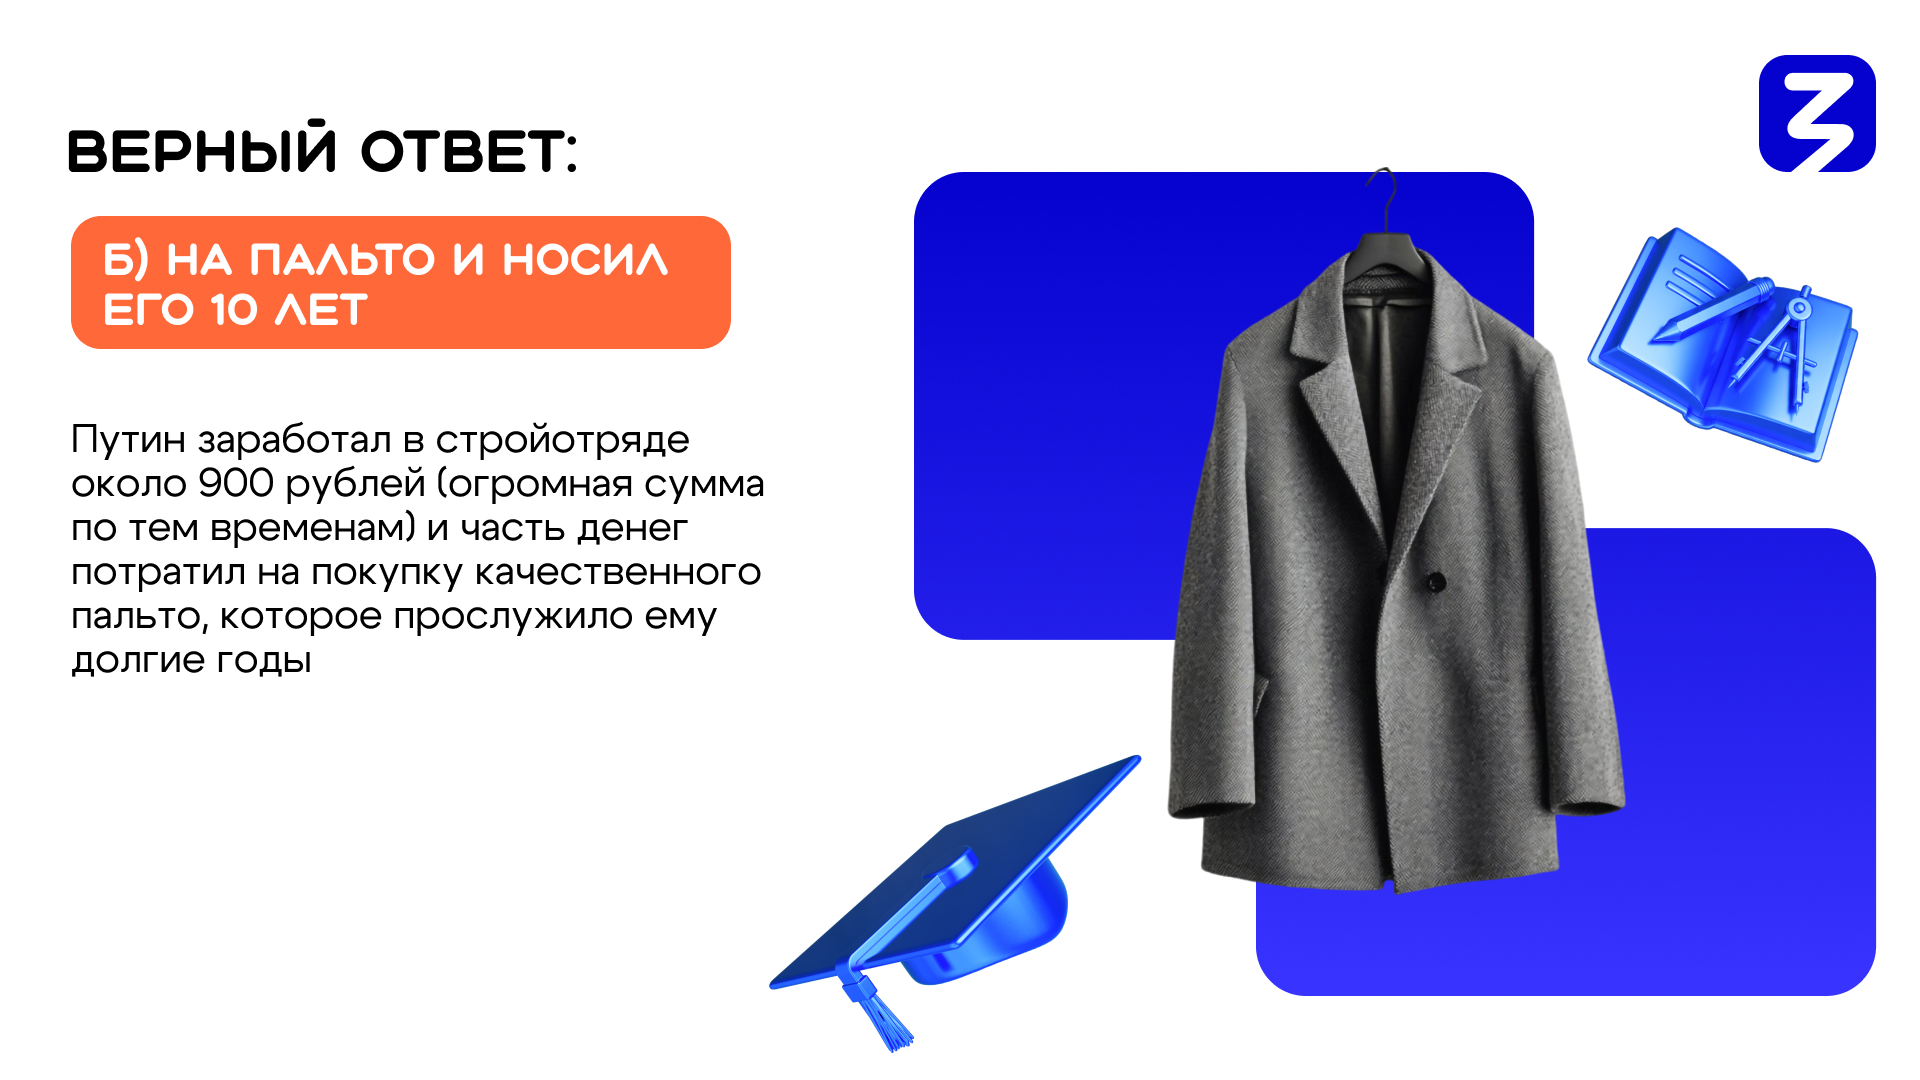 ВЕРНЫЙ ОТВЕТ:
Б) НА ПАЛЬТО И НОСИЛ
ЕГО 10 ЛЕТ
Путин заработал в стройотряде
около 900 рублей (огромная сумма
по тем временам) и часть денег
потратил на покупку качественного
пальто, которое прослужило ему
долгие годы